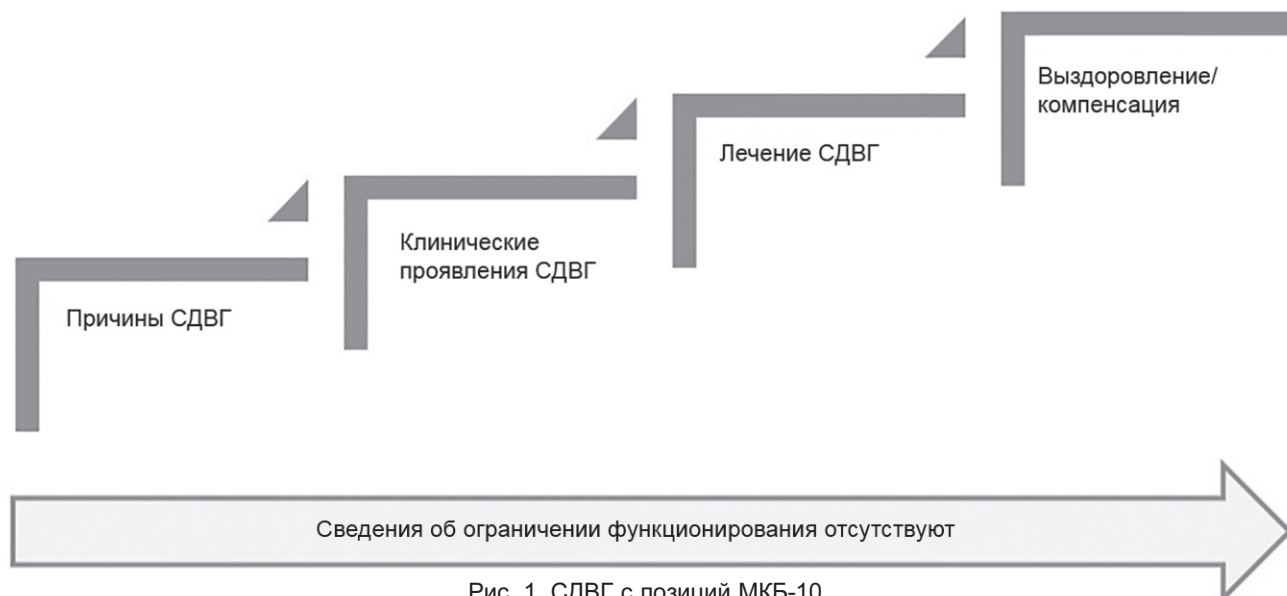 Выздоровление/
компенсация
Лечение СДВГ
Клинические
проявления СДВГ
Причины СДВГ
Сведения об ограничении функционирования отсутствуют
Рис. 1. СДВГ с позиций МКБ-10